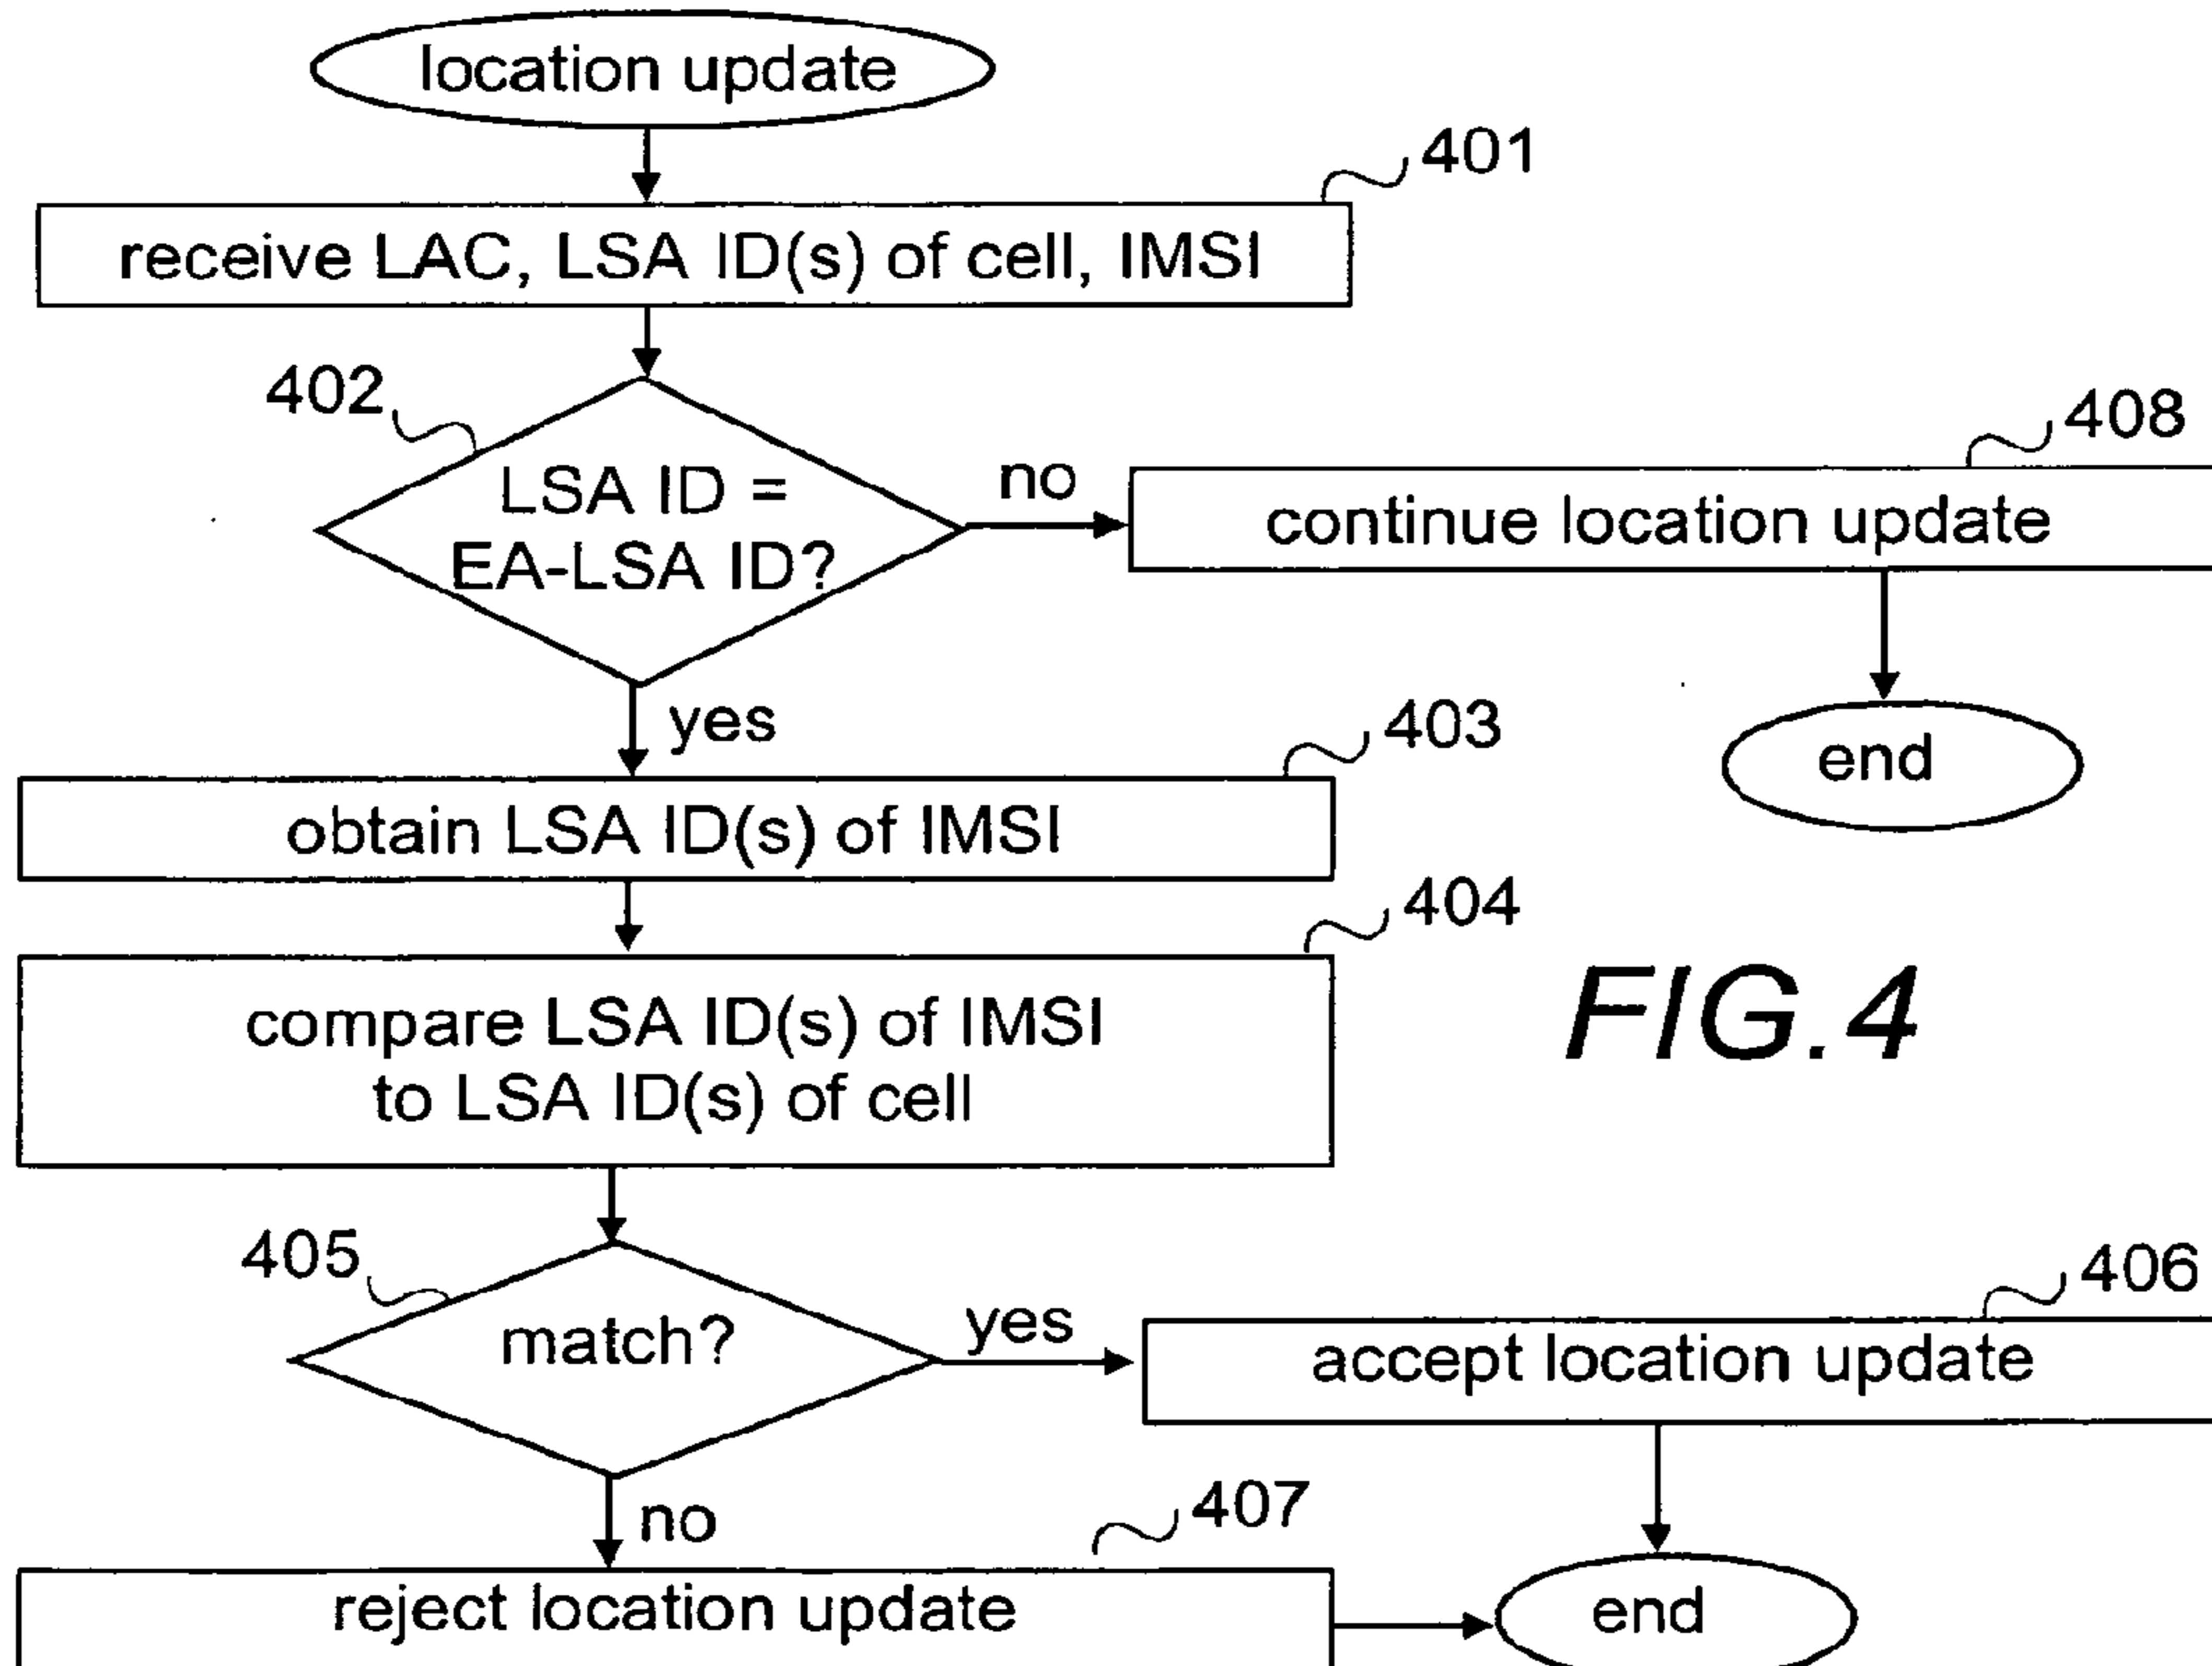 location update
401
receive LAC, LSA ID(s) of cell, IMSI
402
LSA ID =
EA-LSA ID?
no
408
continue location update
end
yes
403
obtain LSA ID(s) of IMSI
404
compare LSA ID(s) of IMSI
to LSA ID(s) of cell
FIG.4
405
match?
yes
406
accept location update
no
407
reject location update
end